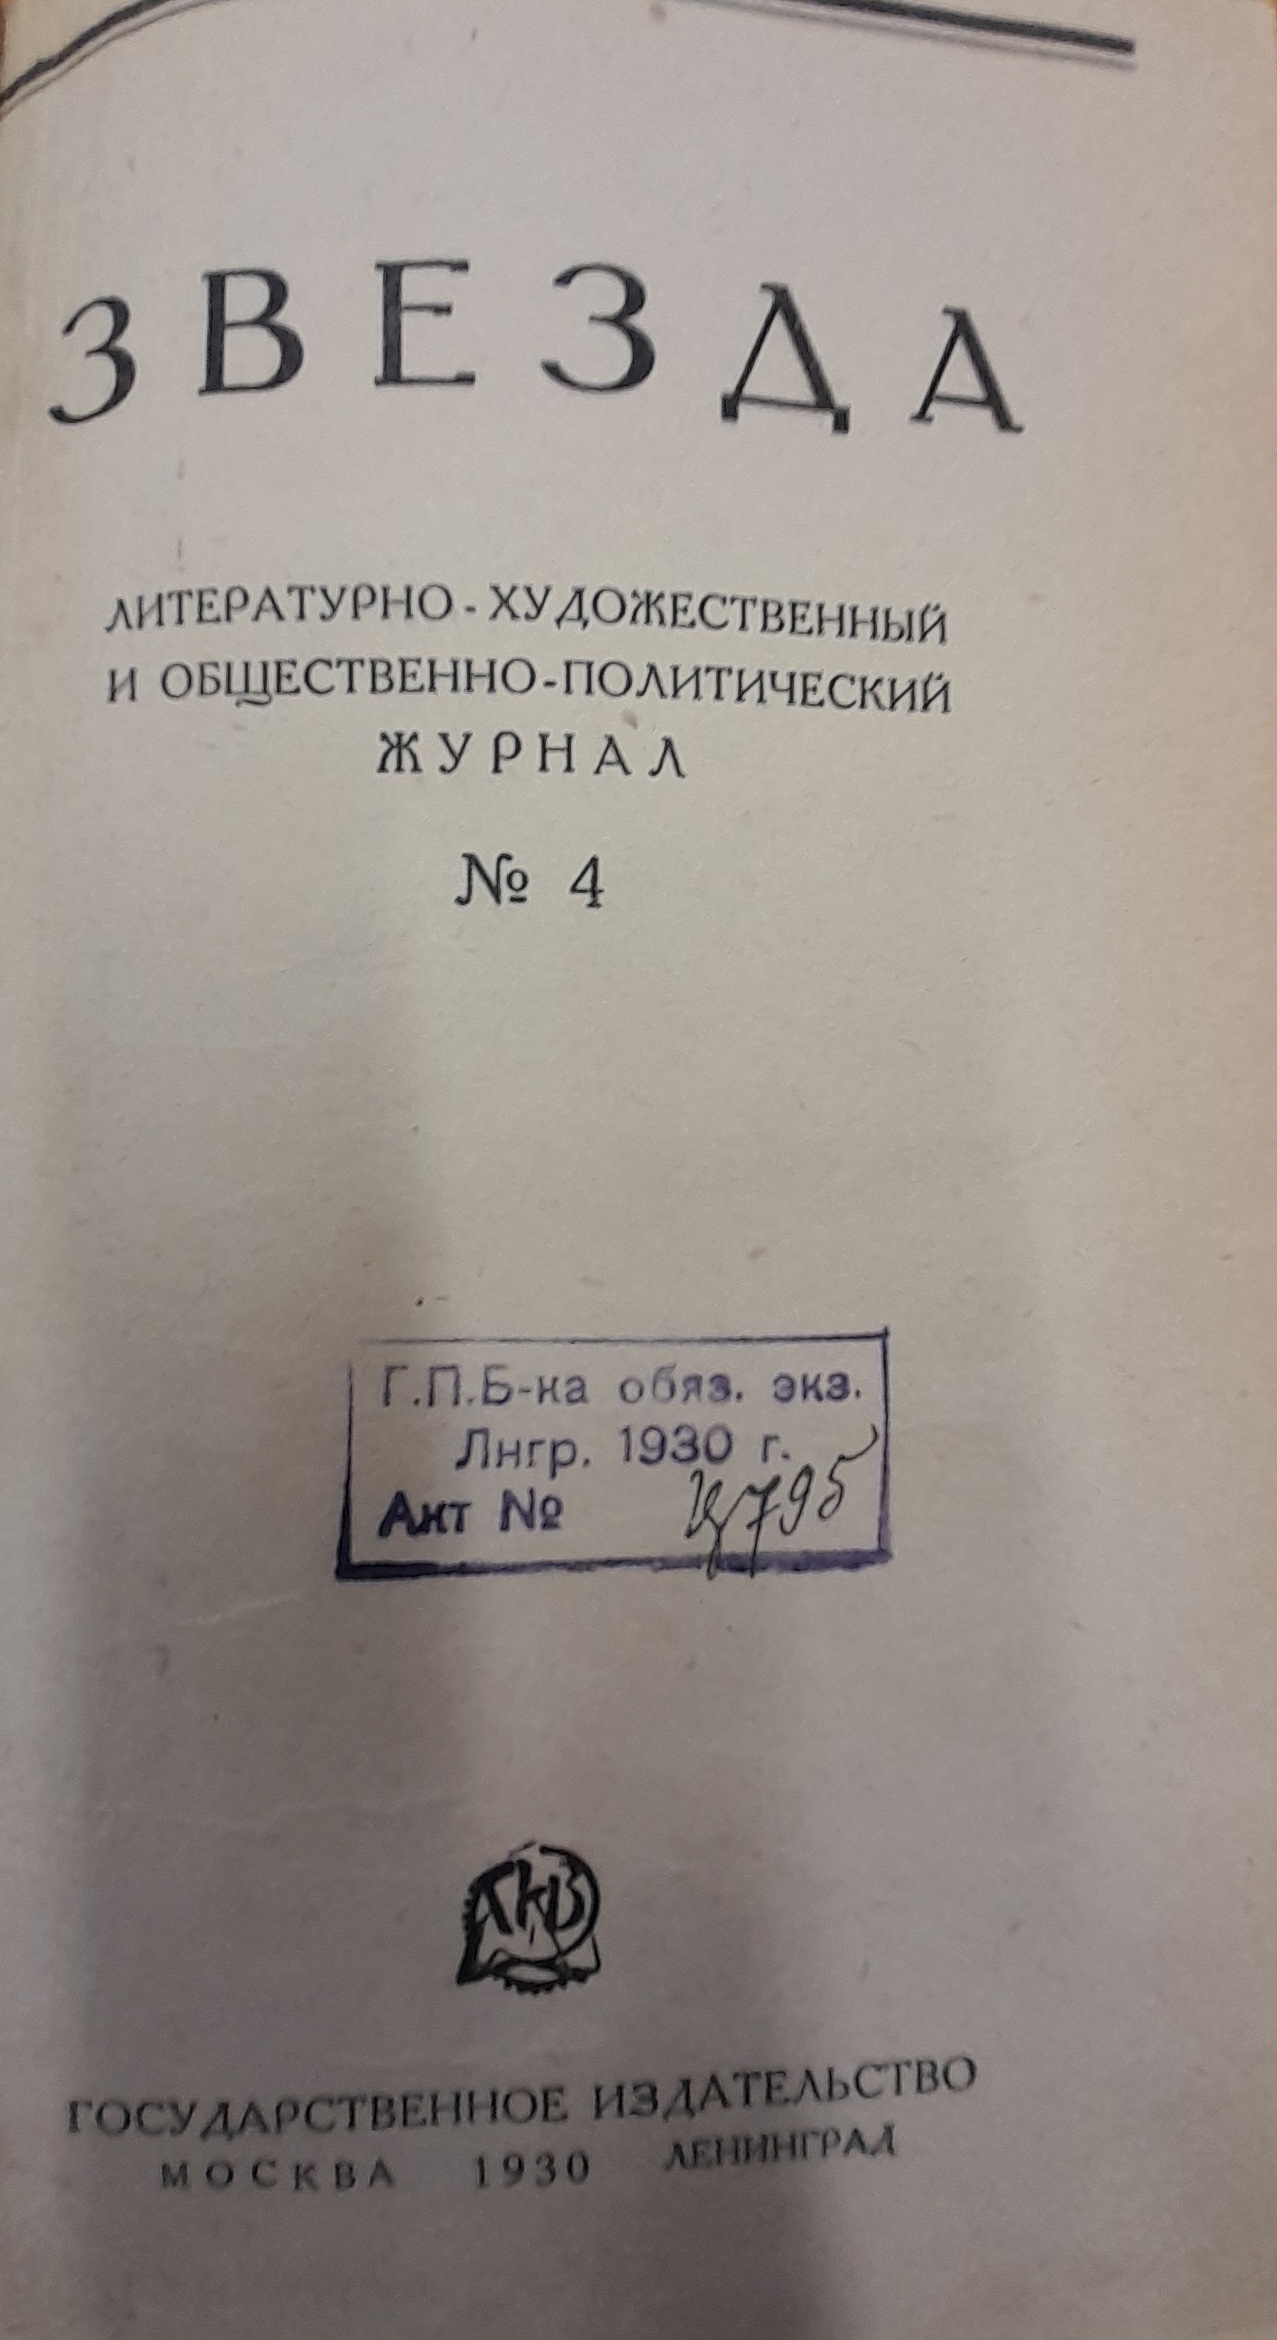 ЗВЕЗДА
ЛИТЕРАТУРНО-ХУДОЖЕСТВЕННЫЙ
И ОБЩЕСТВЕННО-ПОЛИТИЧЕСКИЙ
ЖУРНАЛ
№ 4
Г.П.Б-ка обяз. экз.
Лнгр. 1930 г.
Акт № 795
ГОСУДАРСТВЕННОЕ ИЗДАТЕЛЬСТВО
МОСКВА 1930 ЛЕНИНГРАД